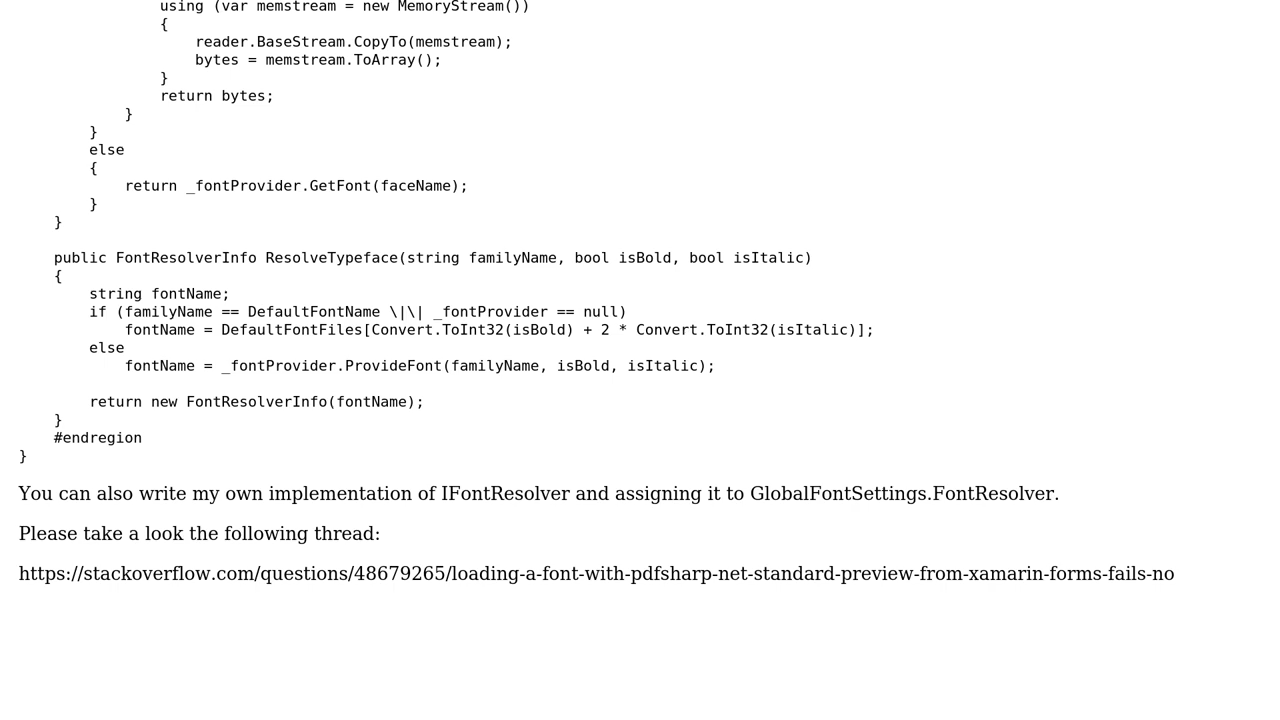 using (var memstream = new MemoryStream())
                {
                    reader.BaseStream.CopyTo(memstream);
                    bytes = memstream.ToArray();
                }
                return bytes;
            }
        }
        else
        {
            return _fontProvider.GetFont(faceName);
        }
    }

    public FontResolverInfo ResolveTypeface(string familyName, bool isBold, bool isItalic)
    {
        string fontName;
        if (familyName == DefaultFontName \|\| _fontProvider == null)
            fontName = DefaultFontFiles[Convert.ToInt32(isBold) + 2 * Convert.ToInt32(isItalic)];
        else
            fontName = _fontProvider.ProvideFont(familyName, isBold, isItalic);

        return new FontResolverInfo(fontName);
    }
    #endregion
}
You can also write my own implementation of IFontResolver and assigning it to GlobalFontSettings.FontResolver.
Please take a look the following thread:
https://stackoverflow.com/questions/48679265/loading-a-font-with-pdfsharp-net-standard-preview-from-xamarin-forms-fails-no